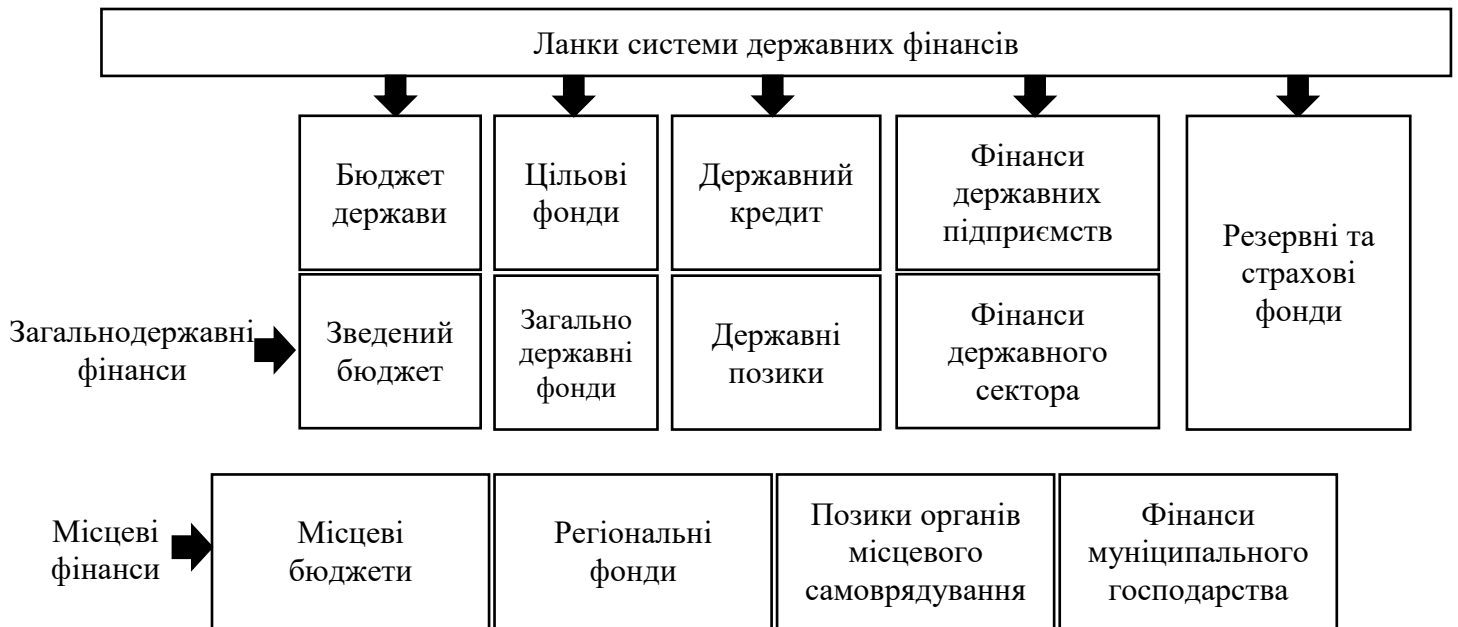 Ланки системи державних фінансів
Бюджет
держави
Цільові
фонди
Державний
кредит
Фінанси
державних
підприємств
Резервні та
страхові
фонди
Загальнодержавні
фінанси
Зведений
бюджет
Загально
державні
фонди
Державні
позики
Фінанси
державного
сектора
Місцеві
фінанси
Місцеві
бюджети
Регіональні
фонди
Позики органів
місцевого
самоврядування
Фінанси
муніципального
господарства